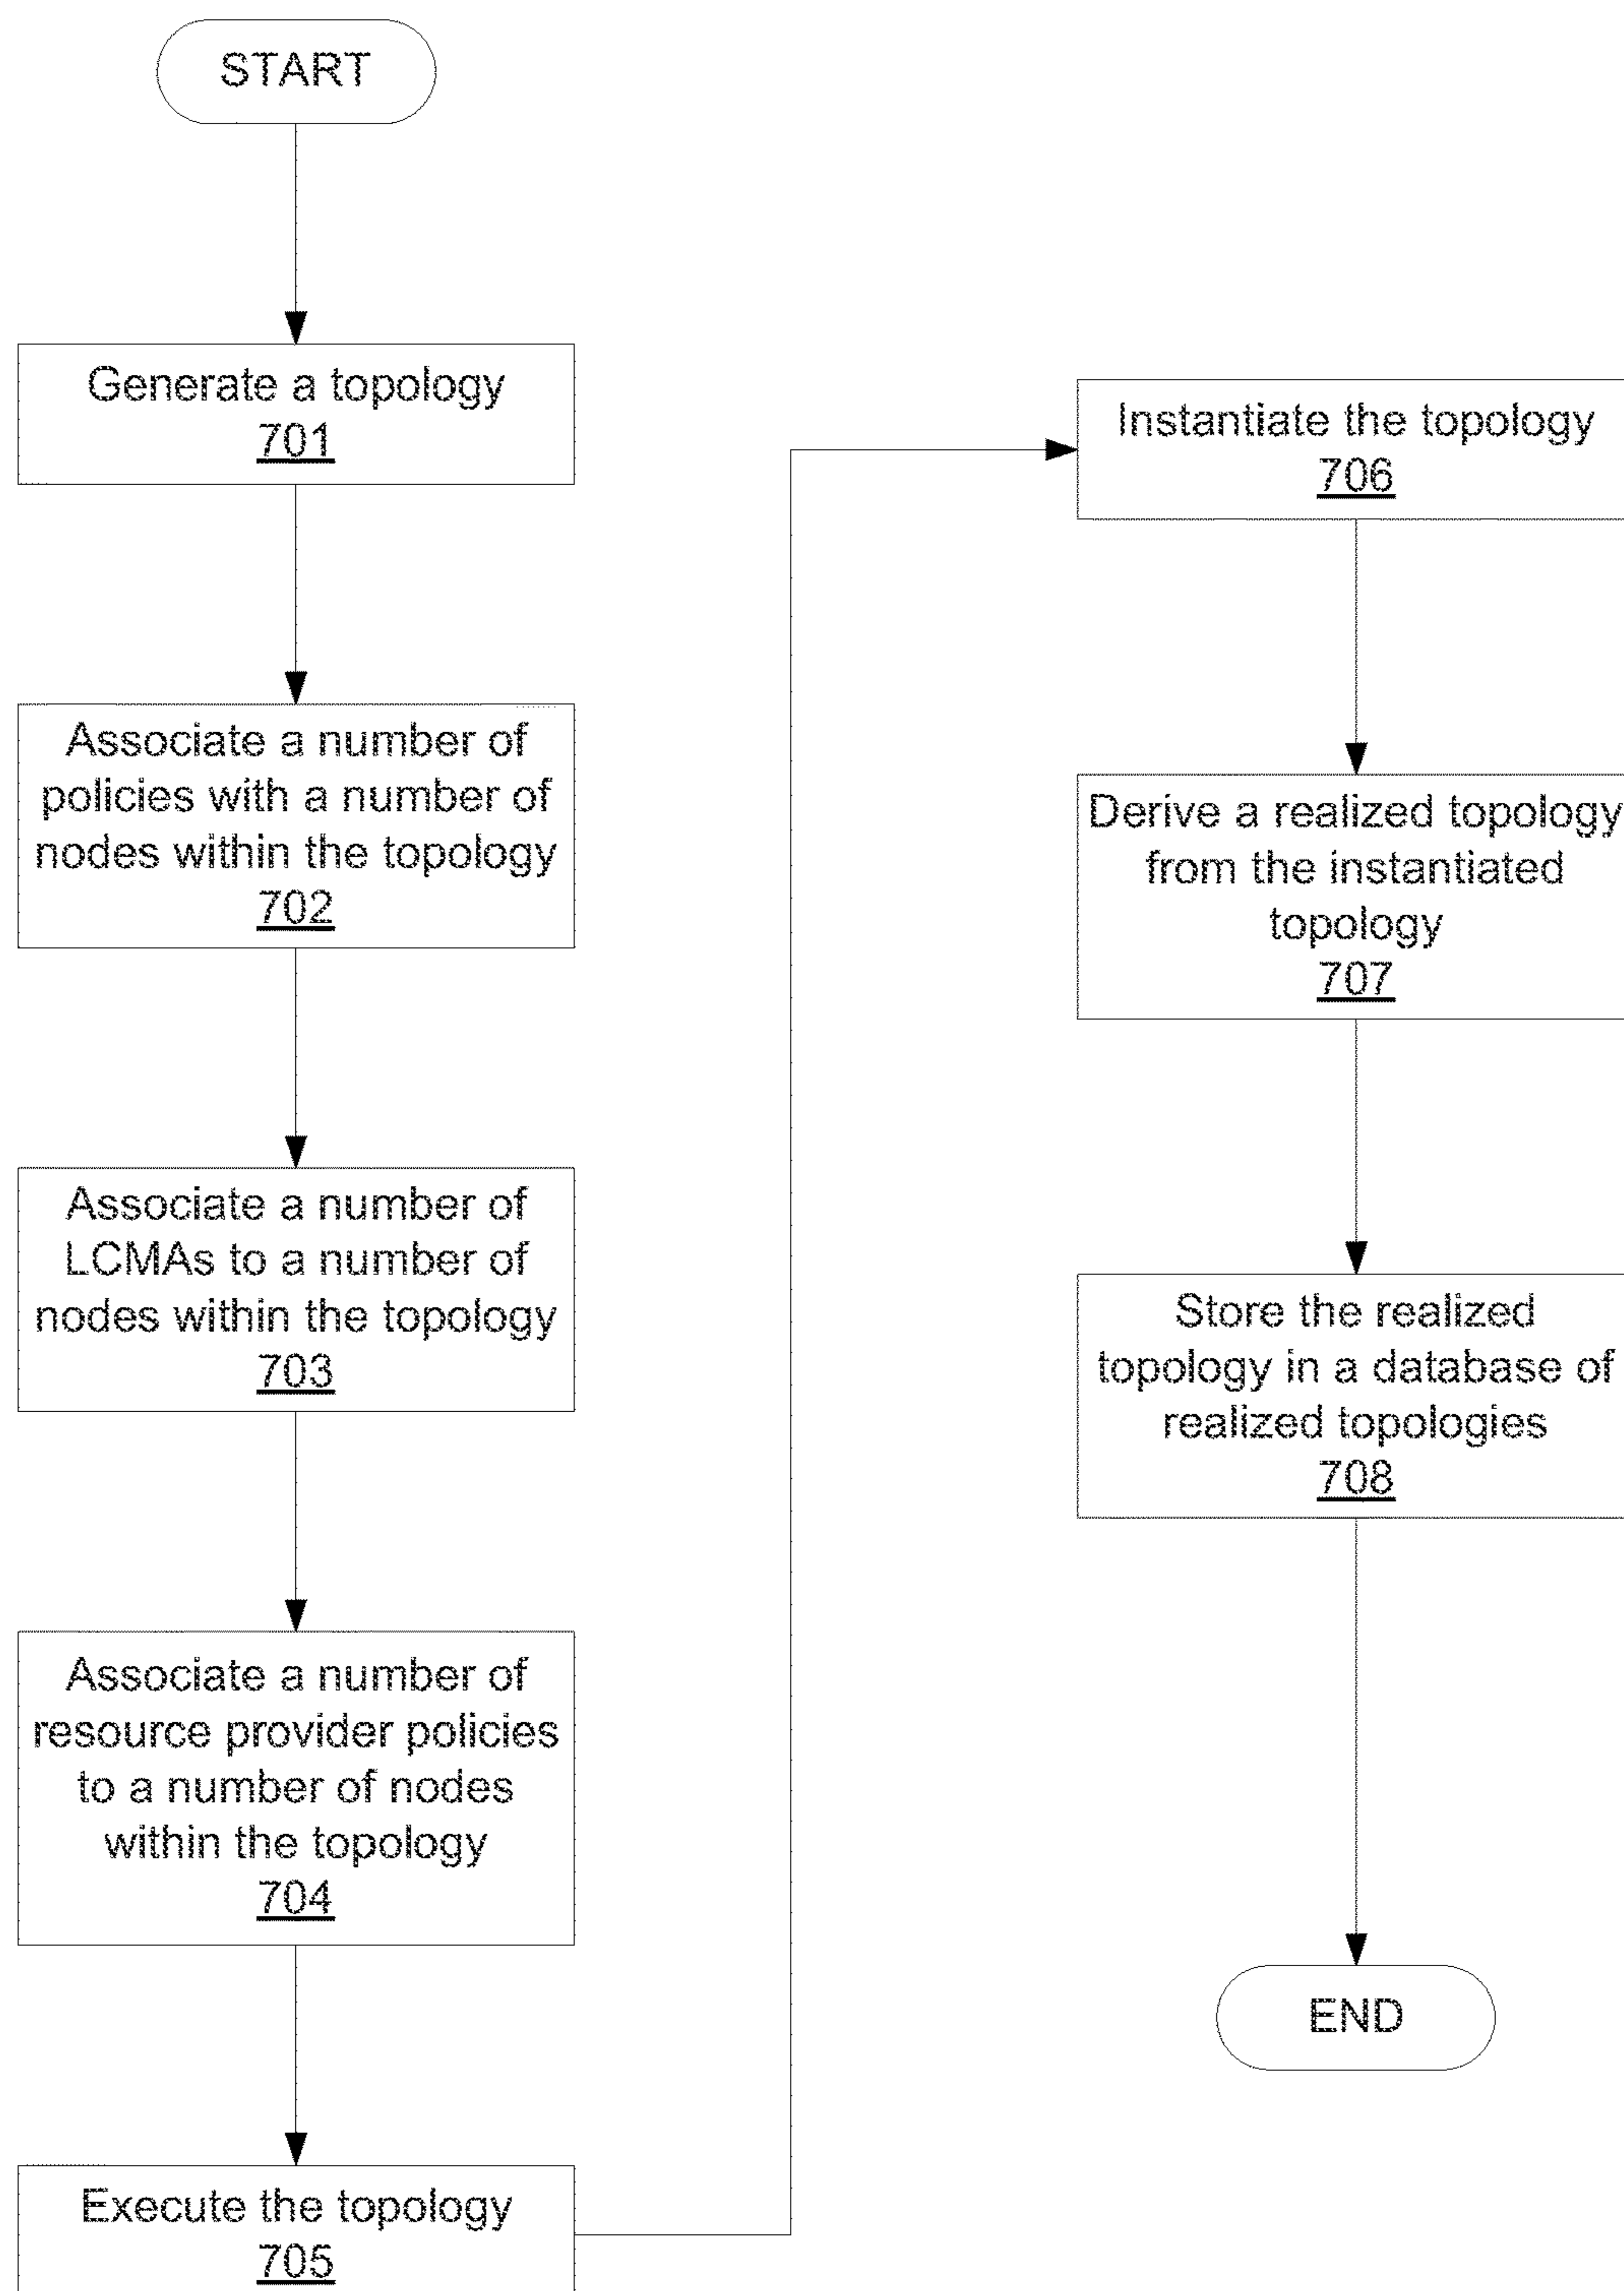 START
Generate a topology
701
Associate a number of
policies with a number of
nodes within the topology
702
Associate a number of
LCMAs to a number of
nodes within the topology
703
Associate a number of
resource provider policies
to a number of nodes
within the topology
704
Execute the topology
705
Instantiate the topology
706
Derive a realized topology
from the instantiated
topology
707
Store the realized
topology in a database of
realized topologies
708
END